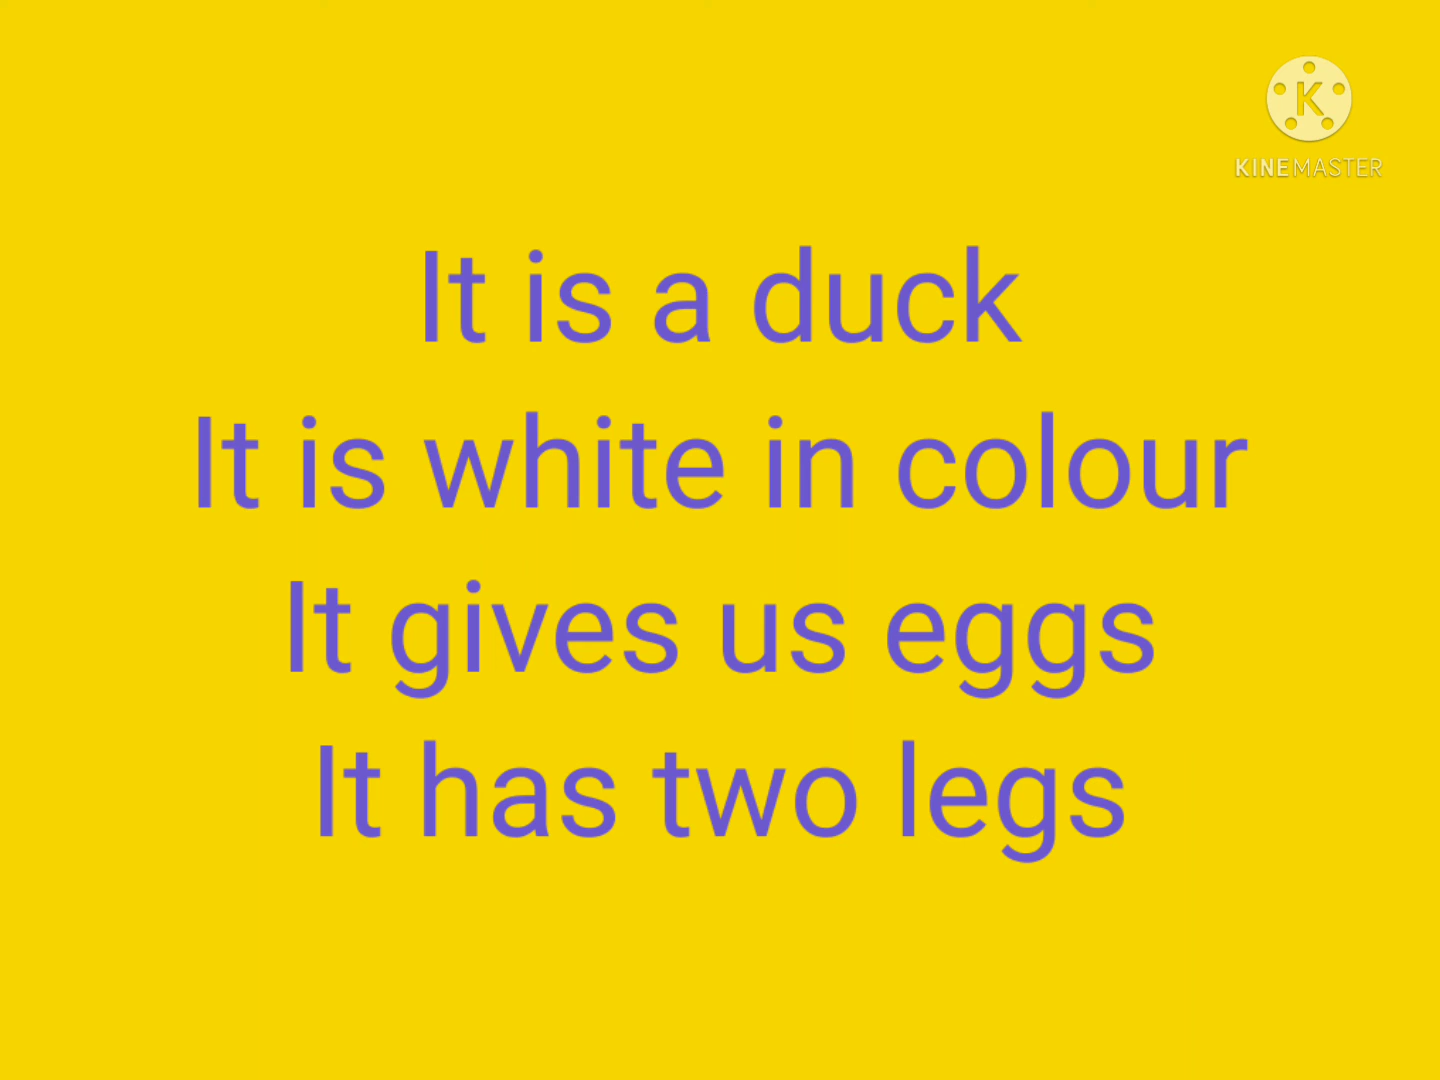 K
KINEMASTER
It is a duck
It is white in colour
It gives us eggs
It has two legs